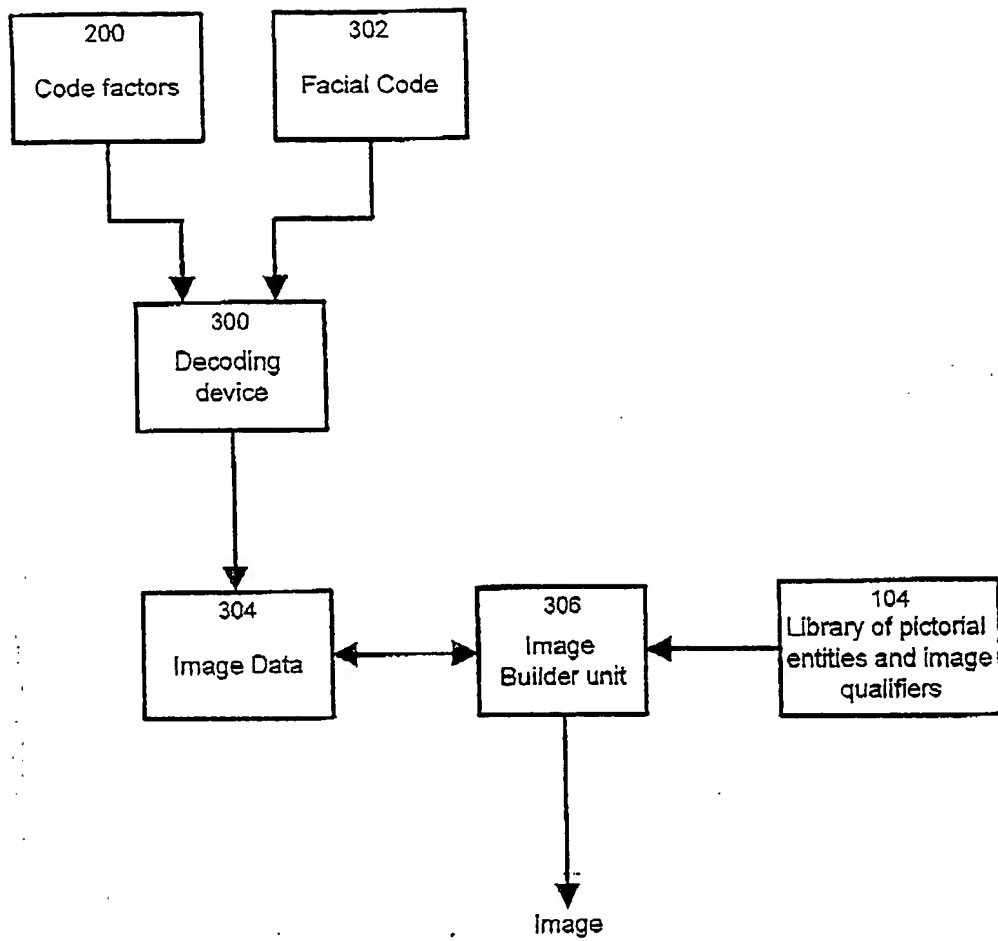 200
Code factors
302
Facial Code
300
Decoding
device
304
Image Data
306
Image
Builder unit
104
Library of pictorial
entities and image
qualifiers
Image